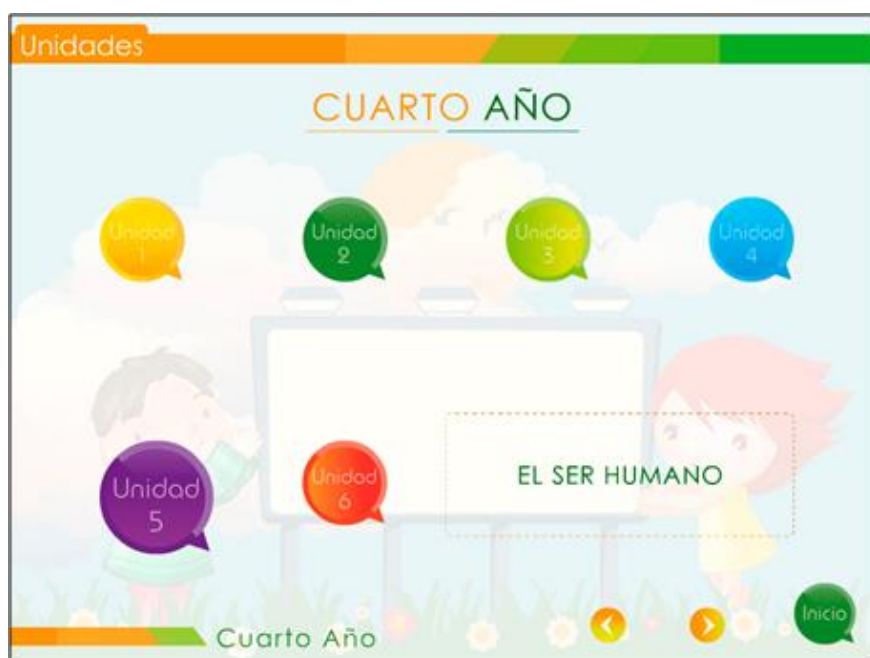 Unidades
CUARTO AÑO
Unidad
1
Unidad
2
Unidad
3
Unidad
4
Unidad
5
Unidad
6
EL SER HUMANO
Inicio
Cuarto Año